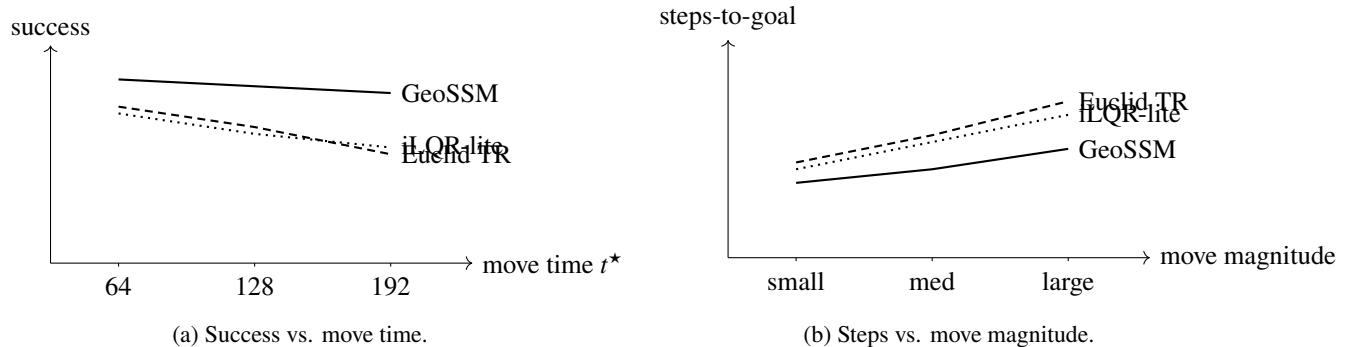 success
GeoSSM
iLQR-lite
Euclid TR
move time t★
64 128 192
(a) Success vs. move time.
steps-to-goal
Euclid TR
iLQR-lite
GeoSSM
move magnitude
small med large
(b) Steps vs. move magnitude.